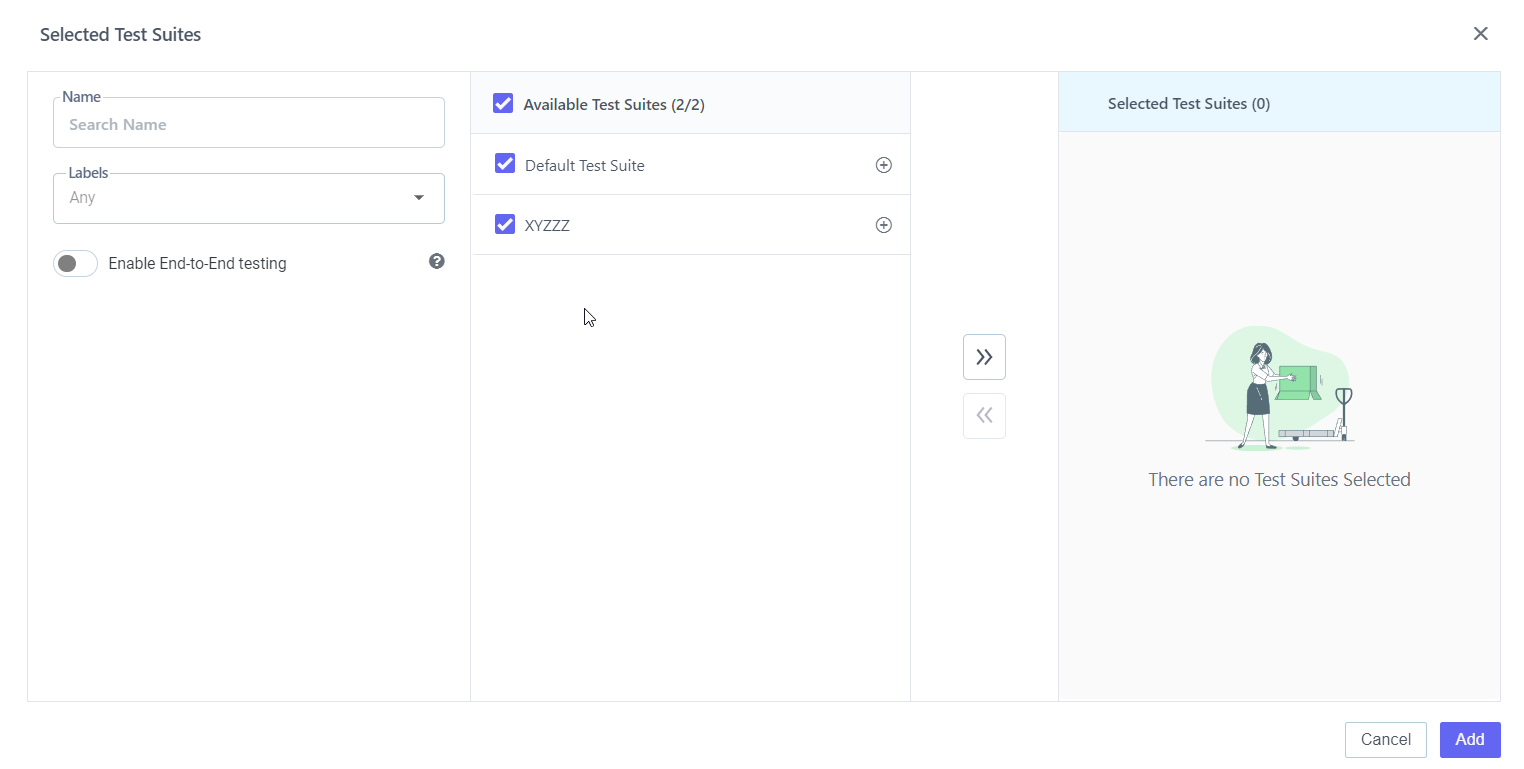 Selected Test Suites
Name
Search Name
Labels
Any
Enable End-to-End testing
Available Test Suites (2/2)
Default Test Suite
XYZZZ
Selected Test Suites (0)
There are no Test Suites Selected
Cancel
Add